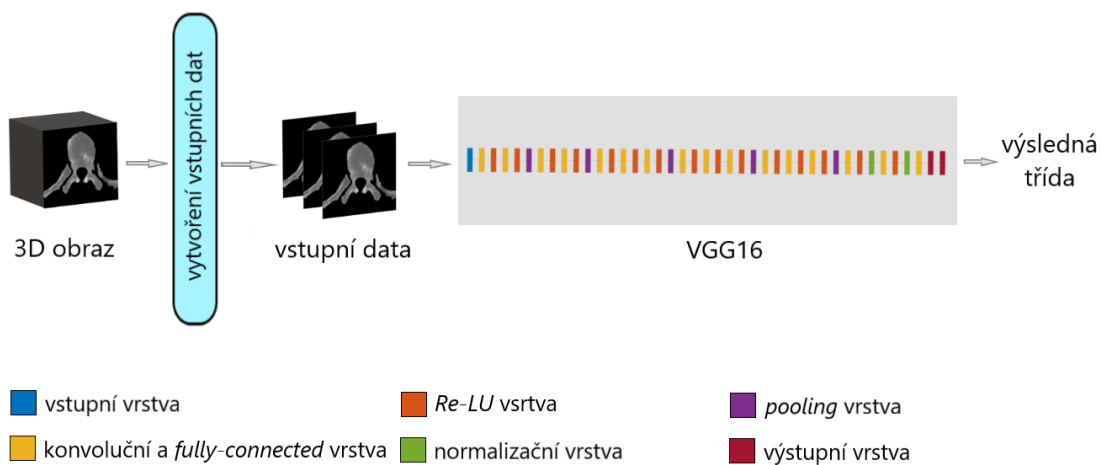 vytvoření vstupních dat
3D obraz
vstupní data
VGG16
výsledná
třída
vstupní vrstva
Re-LU vsrtva
pooling vrstva
konvoluční a fully-connected vrstva
normalizační vrstva
výstupní vrstva